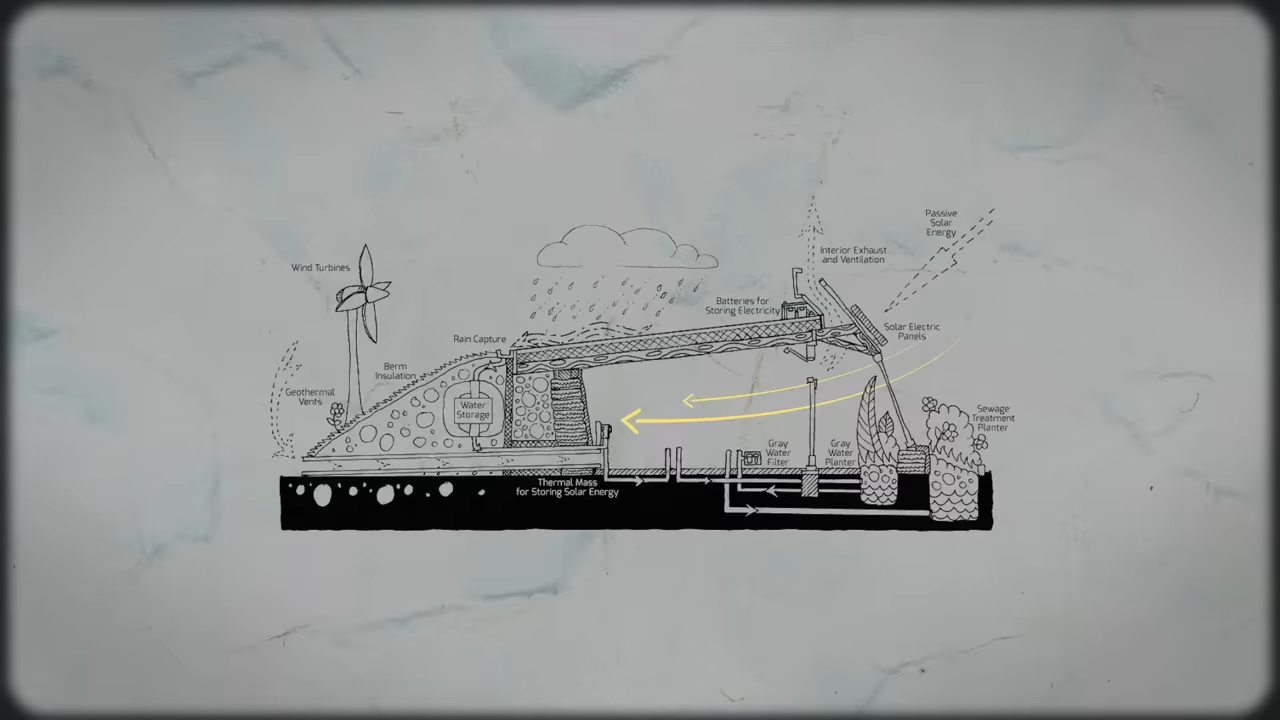 Passive
Solar
Energy
Interior Exhaust
and Ventilation
Wind Turbines
Batteries for
Storing Electricity
Solar Electric
Panels
Rain Capture
Berm
Insulation
Geothermal
Vents
Water
Storage
Sewage
Treatment
Planter
Gray
Water
Filter
Gray
Water
Planter
Thermal Mass
for Storing Solar Energy